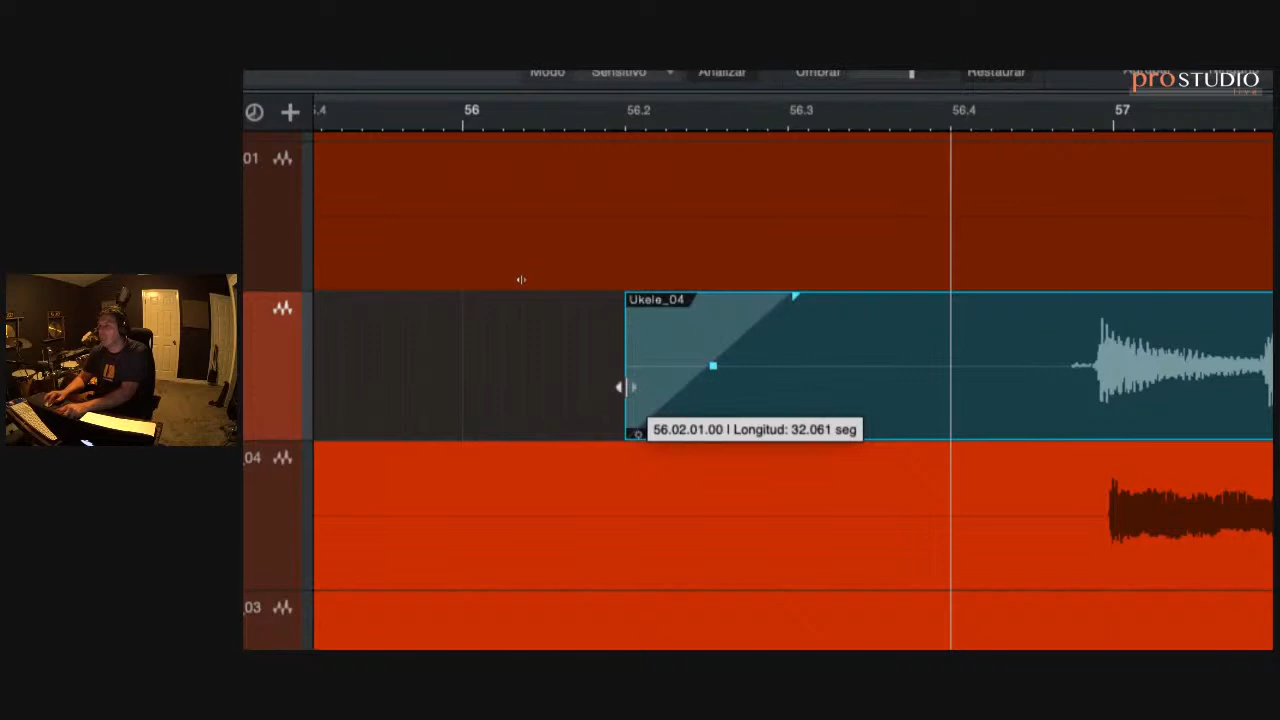 Modo Sensitivo Analizar Umbral Restaurar
proSTUDIO
.4 56 56.2 56.3 56.4 57
01
Ukele_04
56.02.01.00 | Longitud: 32.061 seg
04
03